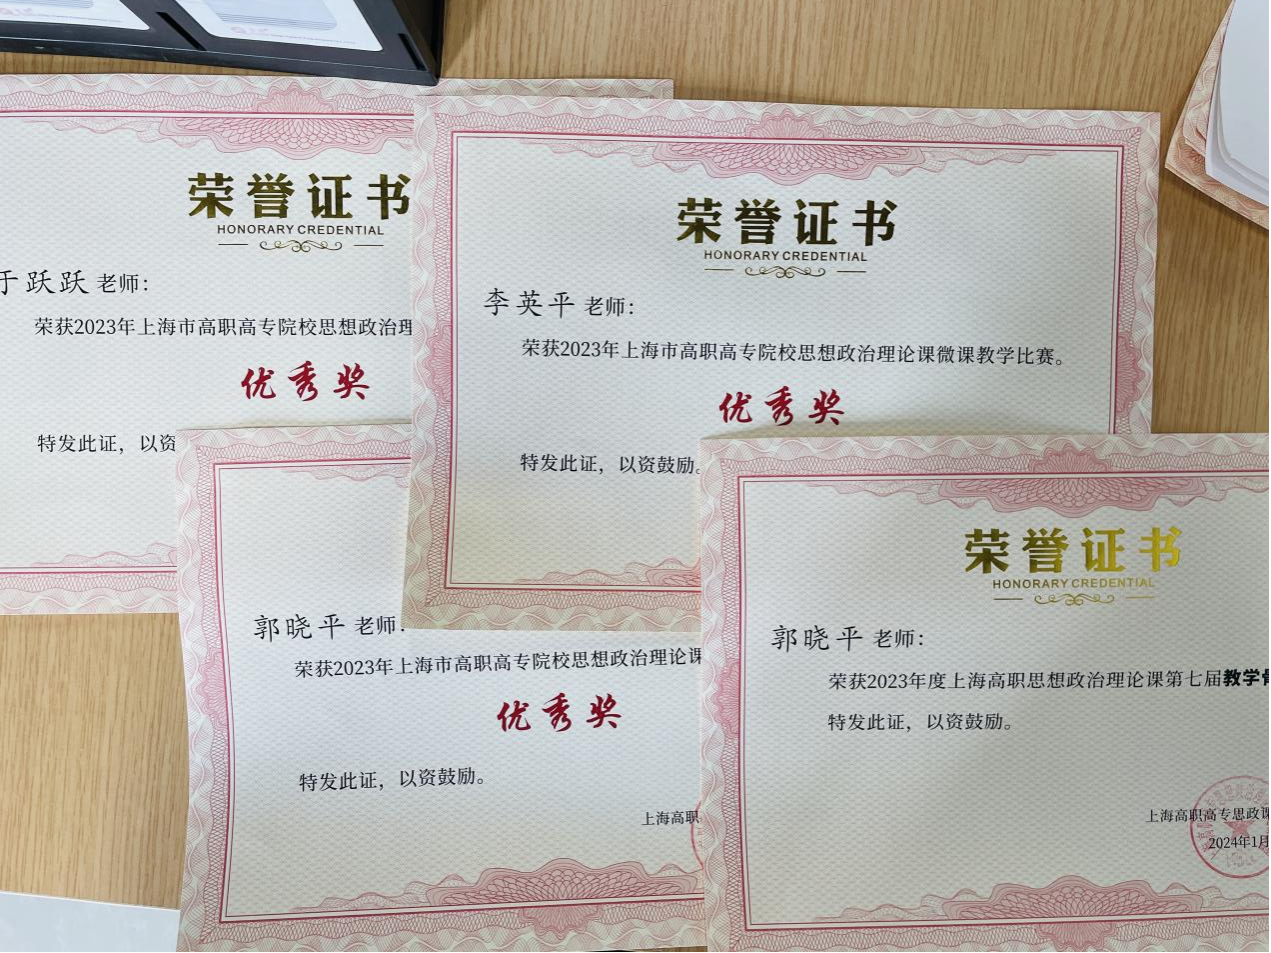 荣誉证书
HONORARY CREDENTIAL
于跃跃 老师：
荣获2023年上海市高职高专院校思想政治理
优秀奖
特发此证，以资
荣誉证书
HONORARY CREDENTIAL
李英平 老师：
荣获2023年上海市高职高专院校思想政治理论课微课教学比赛。
优秀奖
特发此证，以资鼓励。
郭晓平 老师：
荣获2023年上海市高职高专院校思想政治理论课
优秀奖
特发此证，以资鼓励。
上海高职
荣誉证书
HONORARY CREDENTIAL
郭晓平 老师：
荣获2023年度上海高职思想政治理论课第七届教学
特发此证，以资鼓励。
上海高职高专思政课
2024年1月